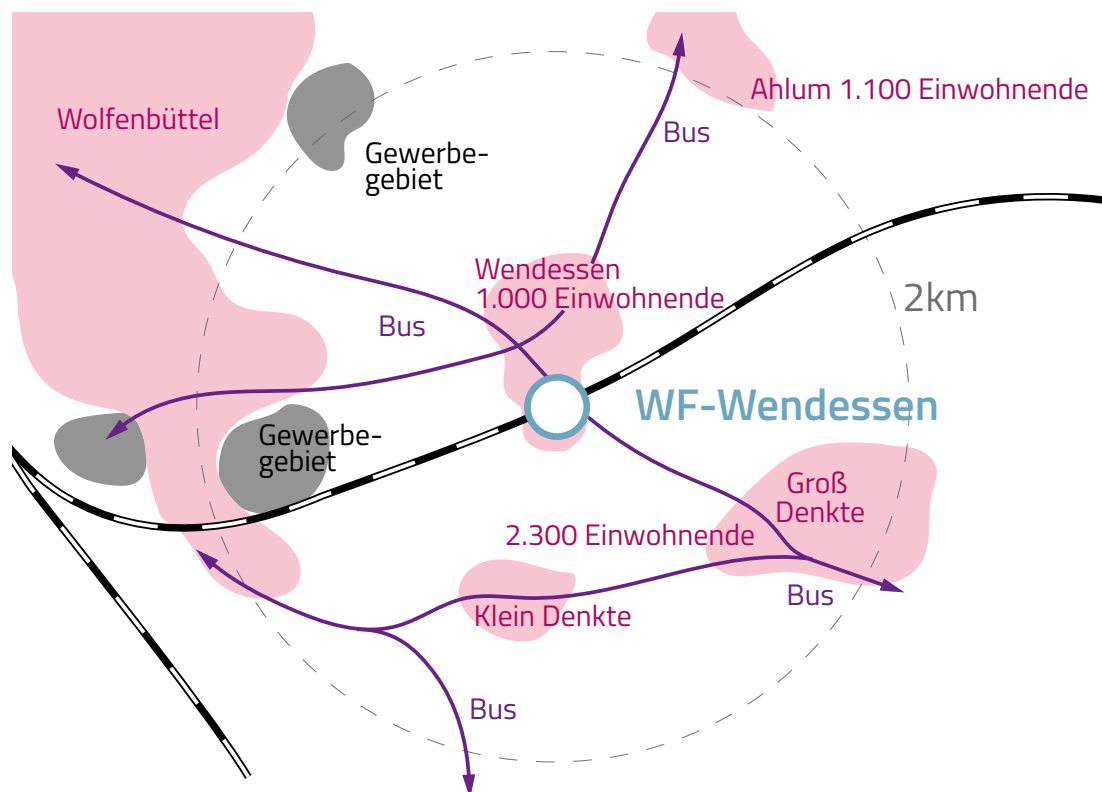 Ahlum 1.100 Einwohnende
Wolfenbüttel
Bus
Gewerbe-
gebiet
Wendessen
1.000 Einwohnende
2km
Bus
WF-Wendessen
Gewerbe-
gebiet
Groß
Denkte
2.300 Einwohnende
Bus
Klein Denkte
Bus